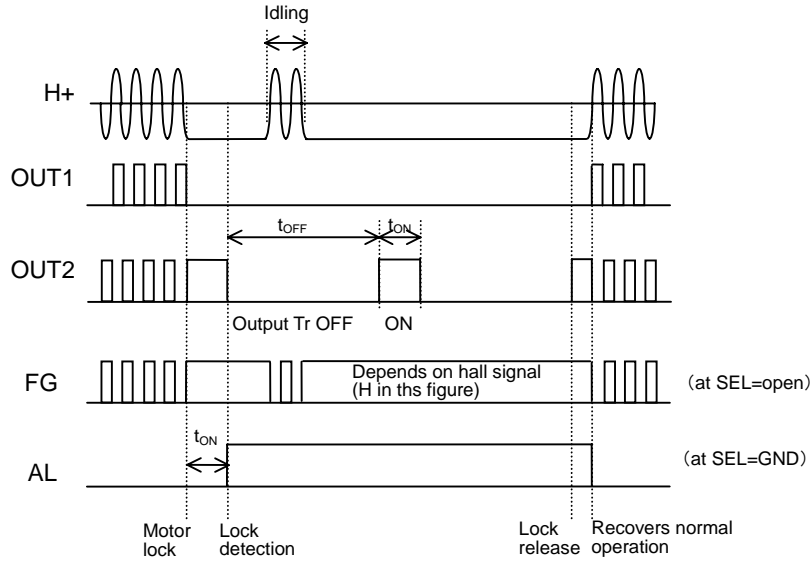 Idling
H+
OUT1
tOFF
tON
OUT2
Output Tr OFF
ON
FG
Depends on hall signal
(H in ths figure)
(at SEL=open)
tON
AL
(at SEL=GND)
Motor
lock
Lock
detection
Lock
release
Recovers normal
operation